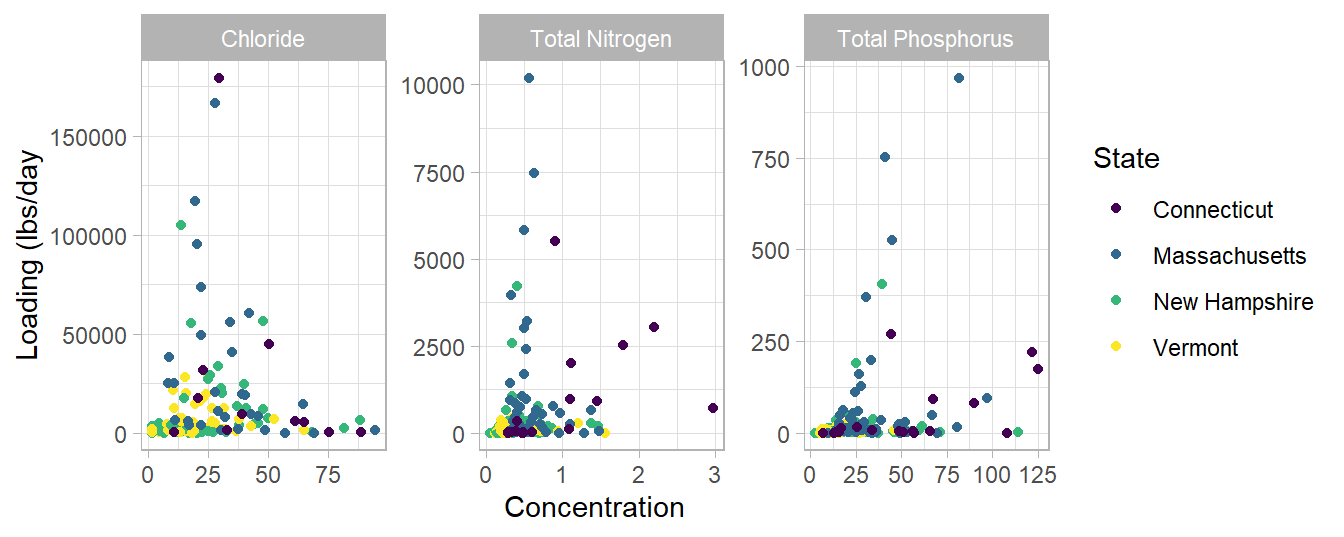 Chloride
Total Nitrogen
Total Phosphorus
Loading (lbs/day
150000
100000
50000
0
10000
7500
5000
2500
0
1000
750
500
250
0
0 25 50 75
0 1 2 3
0 25 50 75 100 125
Concentration
State
Connecticut
Massachusetts
New Hampshire
Vermont